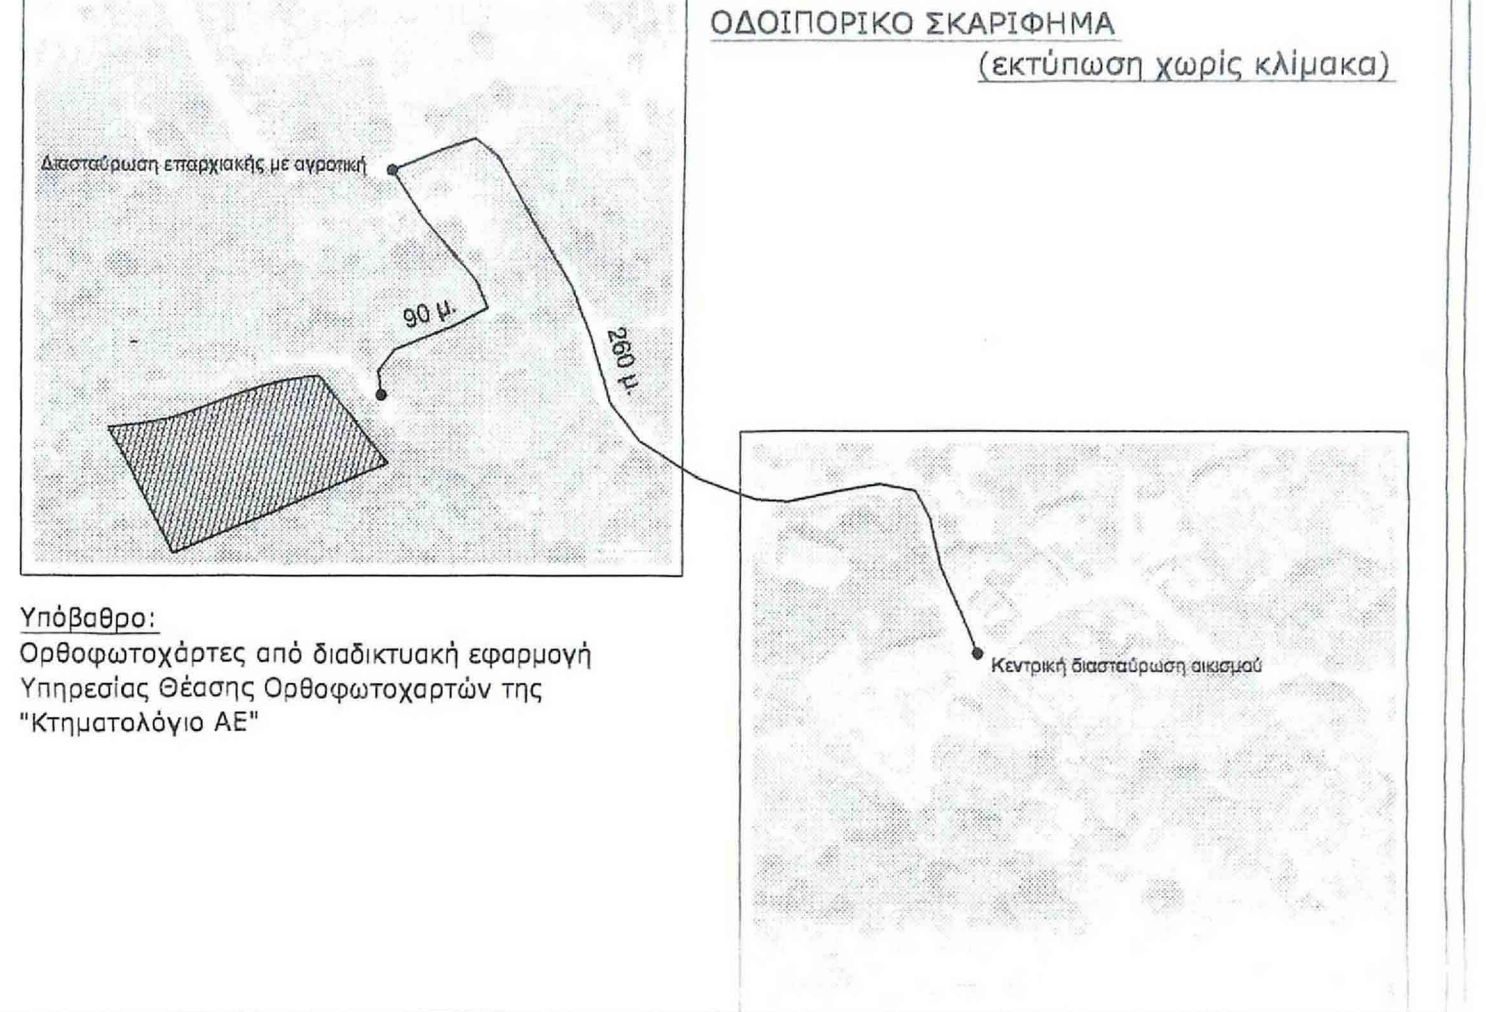 ΟΔΟΙΠΟΡΙΚΟ ΣΚΑΡΙΦΗΜΑ
(εκτύπωση χωρίς κλίμακα)
Διασταύρωση επαρχιακής με αγροτική
90 μ.
260 μ.
Κεντρική διασταύρωση οικισμού
Υπόβαθρο:
Ορθοφωτοχάρτες από διαδικτυακή εφαρμογή
Υπηρεσίας Θέασης Ορθοφωτοχαρτών της
"Κτηματολόγιο ΑΕ"